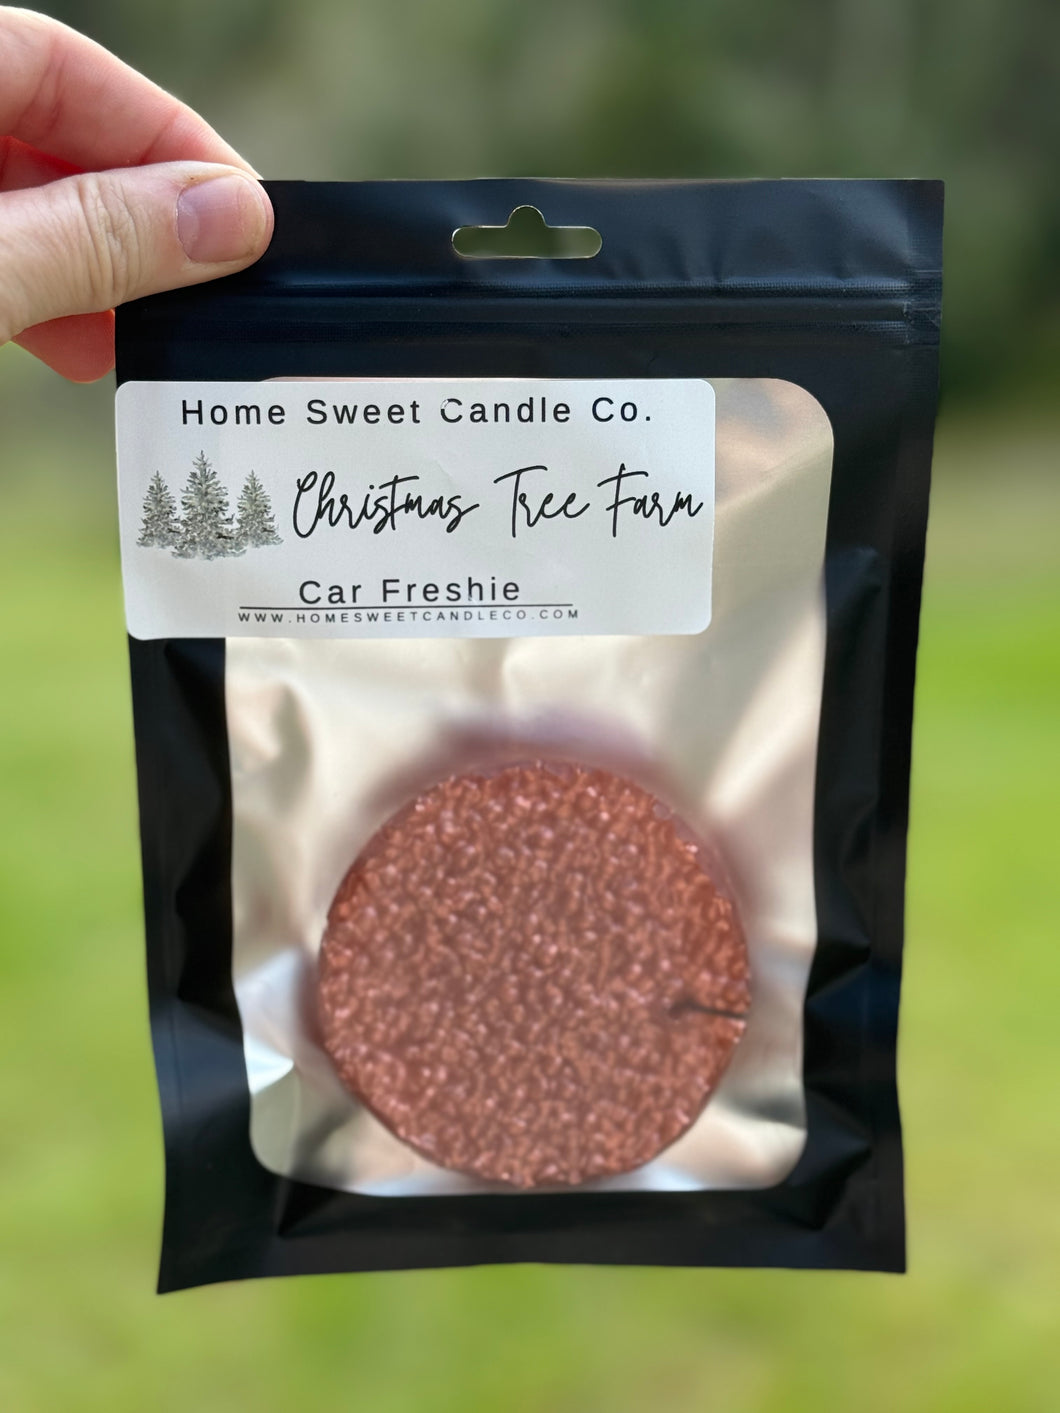 Home Sweet Candle Co.
Christmas Tree Farm
Car Freshie
WWW.HOMESWEETCANDLECO.COM